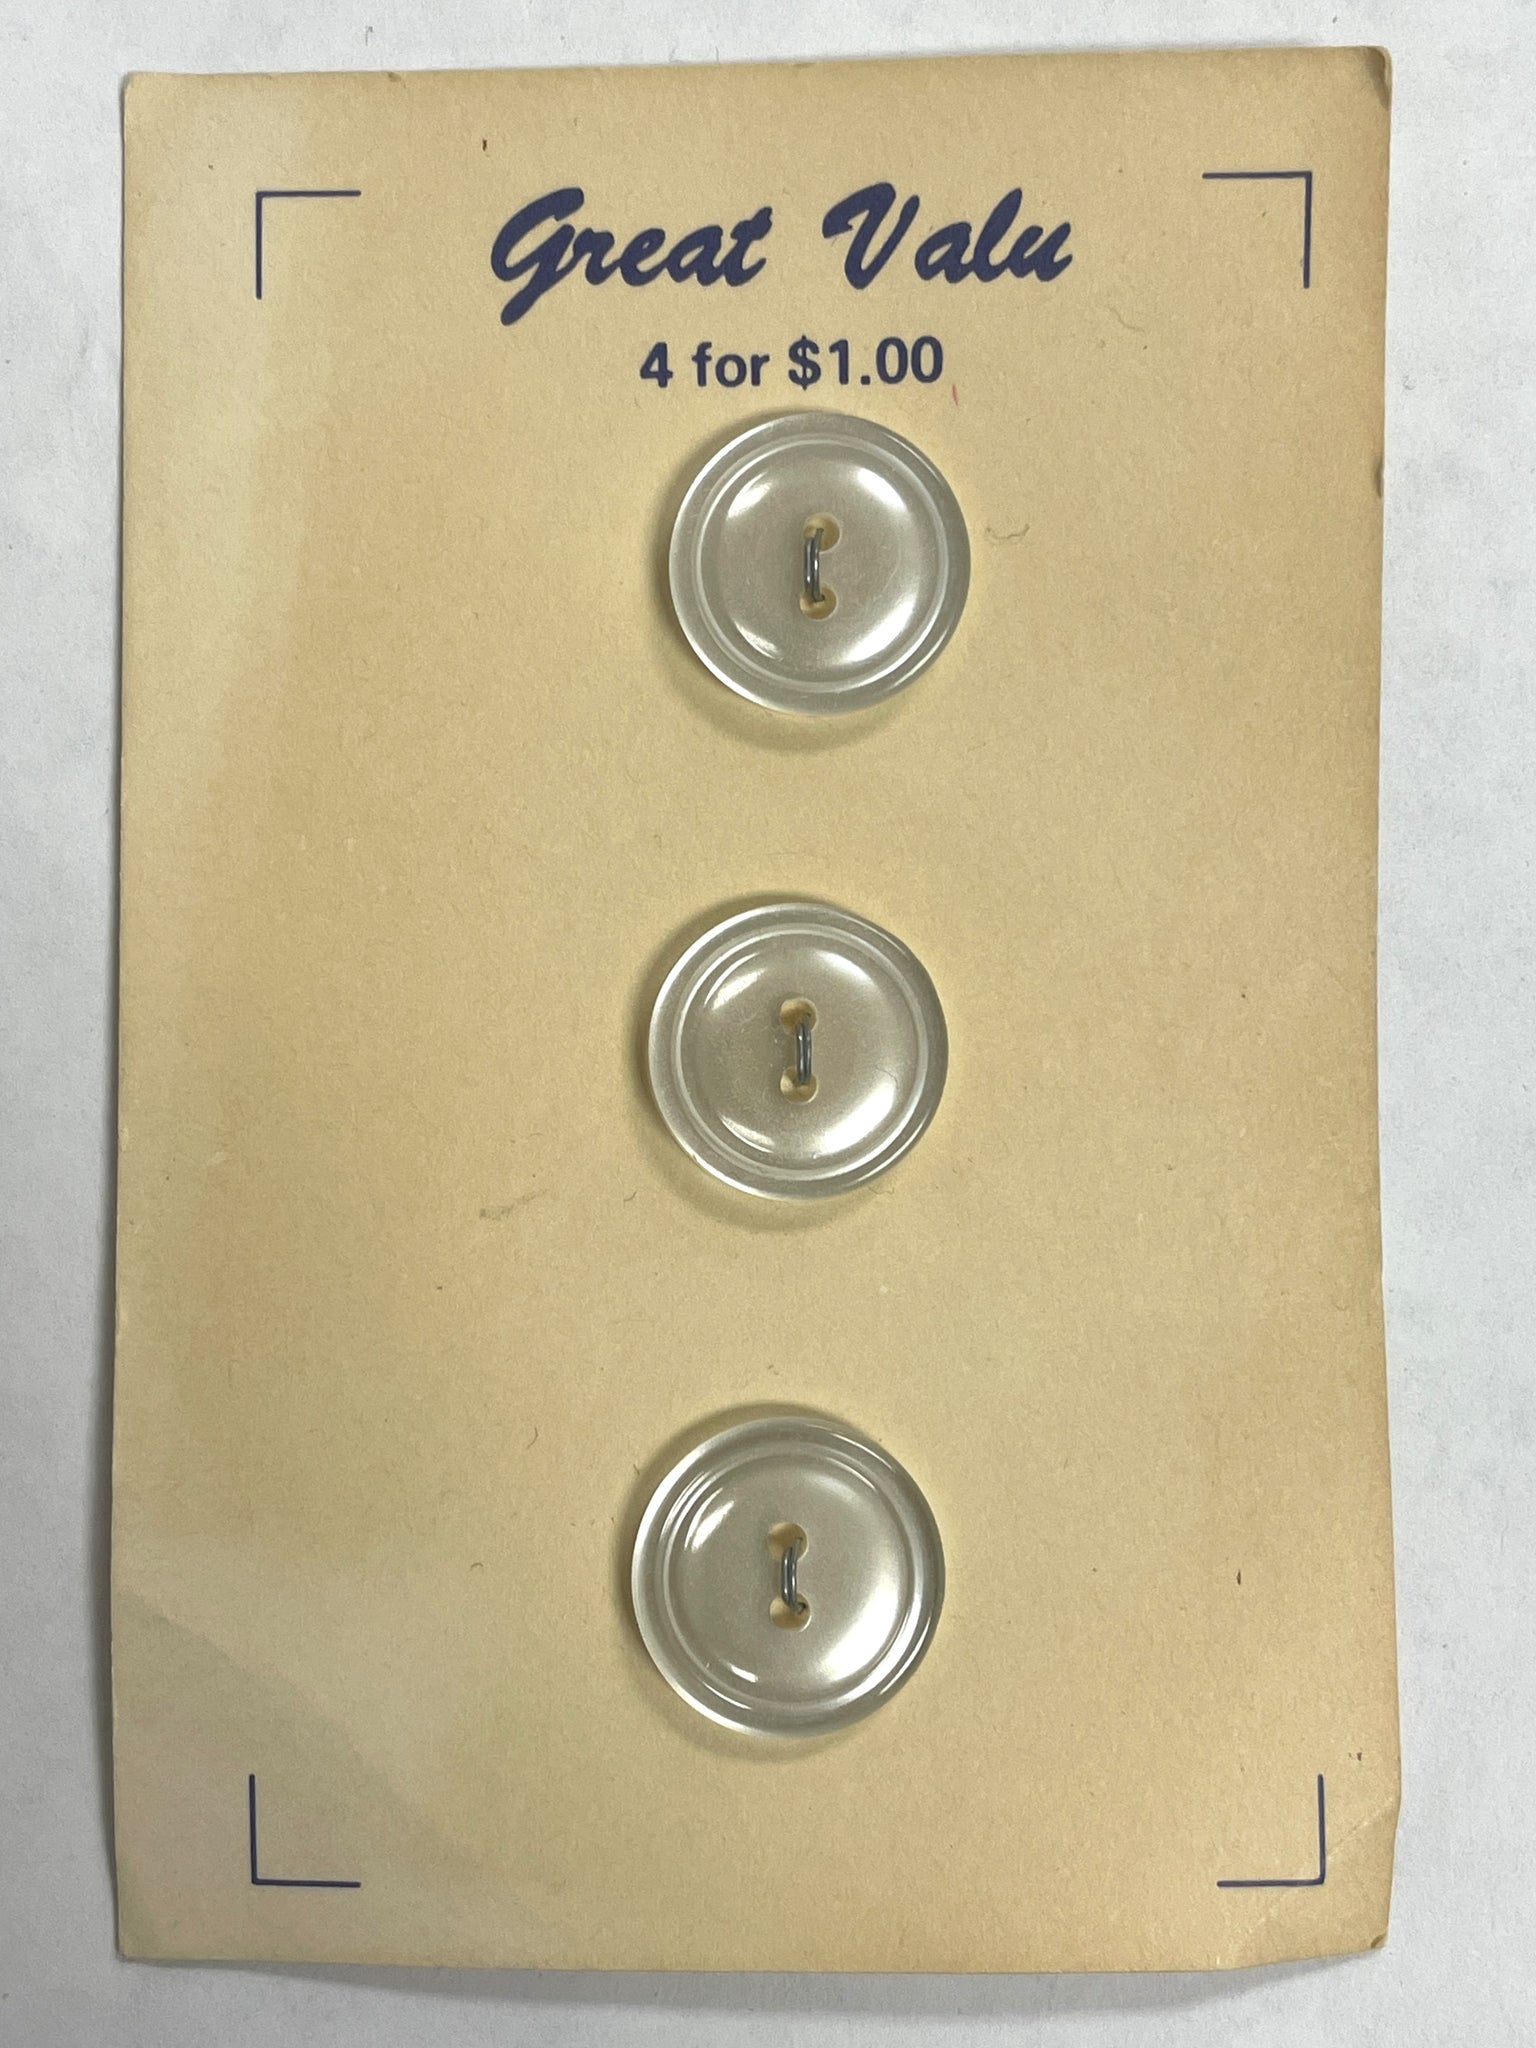 Great Valu
4 for $1.00